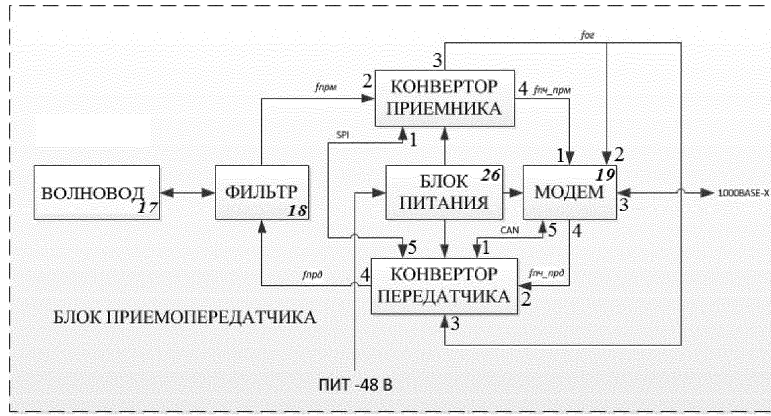 fог
3
2
КОНВЕРТОР
ПРИЕМНИКА
4
fпрм
fпч_прм
SPI
1
1
2
26
19
БЛОК
ПИТАНИЯ
МОДЕМ
3
1000BASE-X
ВОЛНОВОД
17
ФИЛЬТР
18
5
1
CAN
5
4
fпрд
4
КОНВЕРТОР
ПЕРЕДАТЧИКА
fпч_прд
2
3
БЛОК ПРИЕМОПЕРЕДАТЧИКА
ПИТ -48 В